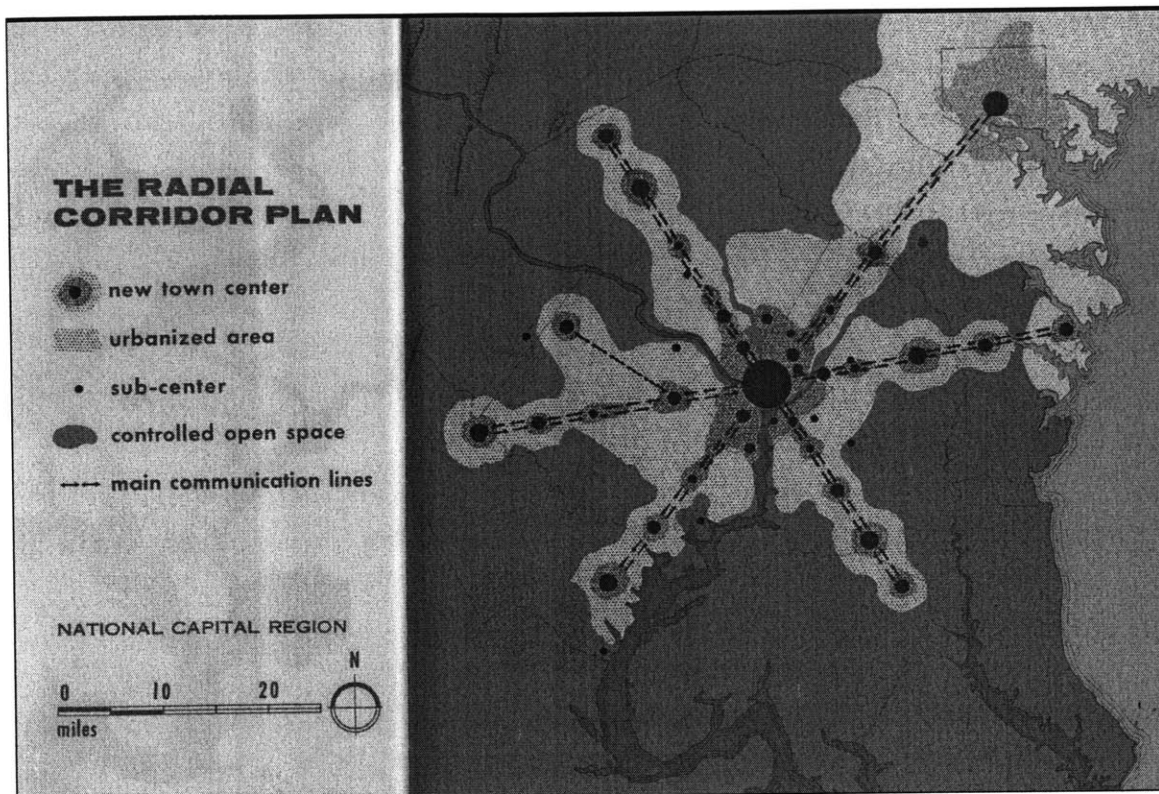 THE RADIAL
CORRIDOR PLAN
new town center
urbanized area
sub-center
controlled open space
main communication lines
NATIONAL CAPITAL REGION
N
0 10 20
miles